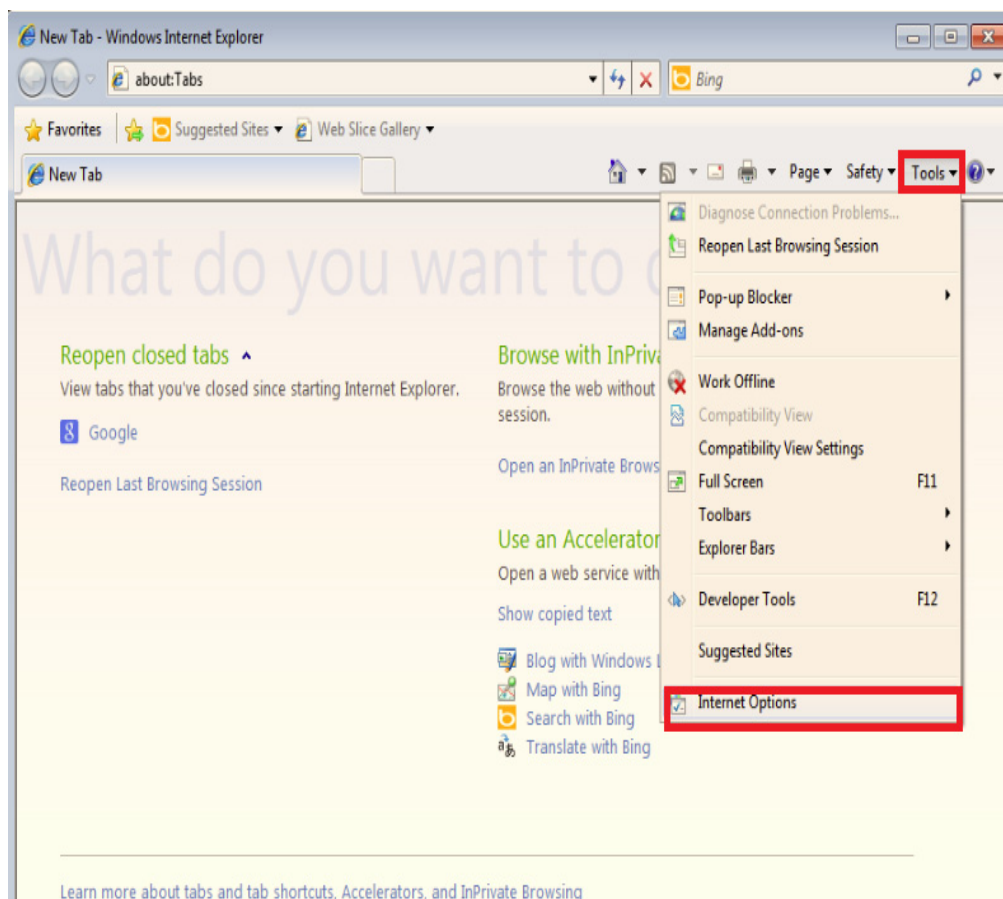 New Tab - Windows Internet Explorer
about:Tabs
Bing
Favorites
Suggested Sites
Web Slice Gallery
New Tab
Page
Safety
Tools
What do you want to
Reopen closed tabs
View tabs that you've closed since starting Internet Explorer.
Google
Reopen Last Browsing Session
Browse with InPriva
Browse the web without
session.
Open an InPrivate Brows
Use an Accelerator
Open a web service with
Show copied text
Blog with Windows L
Map with Bing
Search with Bing
Translate with Bing
Diagnose Connection Problems...
Reopen Last Browsing Session
Pop-up Blocker
Manage Add-ons
Work Offline
Compatibility View
Compatibility View Settings
Full Screen F11
Toolbars
Explorer Bars
Developer Tools F12
Suggested Sites
Internet Options
Learn more about tabs and tab shortcuts, Accelerators, and InPrivate Browsing